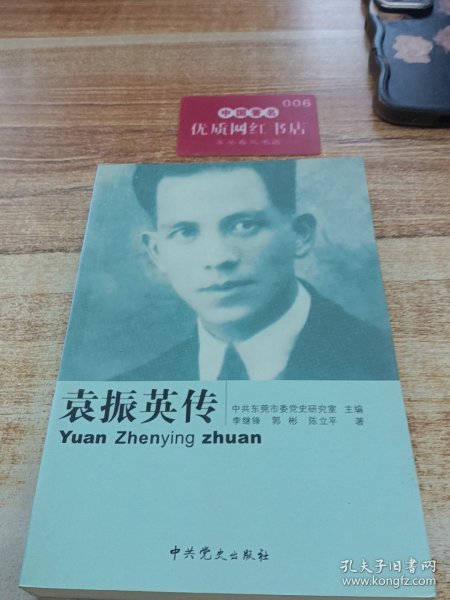 006
中国著名
优质网红书店
袁振英传
Yuan Zhenying zhuan
中共东莞市委党史研究室 主编
李继锋 郭彬 陈立平 著
中共党史出版社
孔夫子旧书网
www.kongfz.com